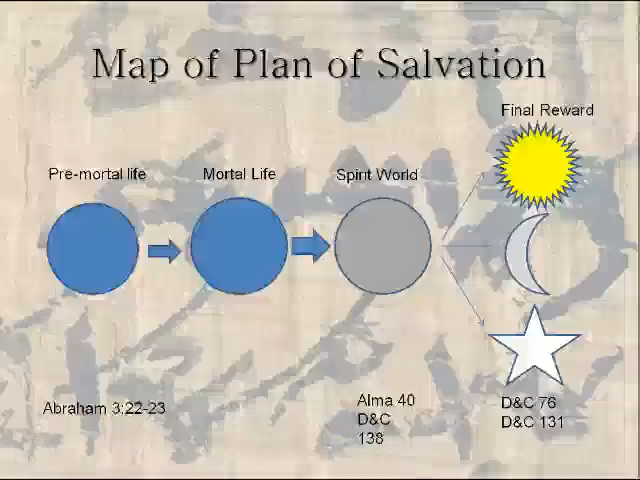 Map of Plan of Salvation
Final Reward
Pre-mortal life
Mortal Life
Spirit World
Abraham 3:22-23
Alma 40
D&C
138
D&C 76
D&C 131